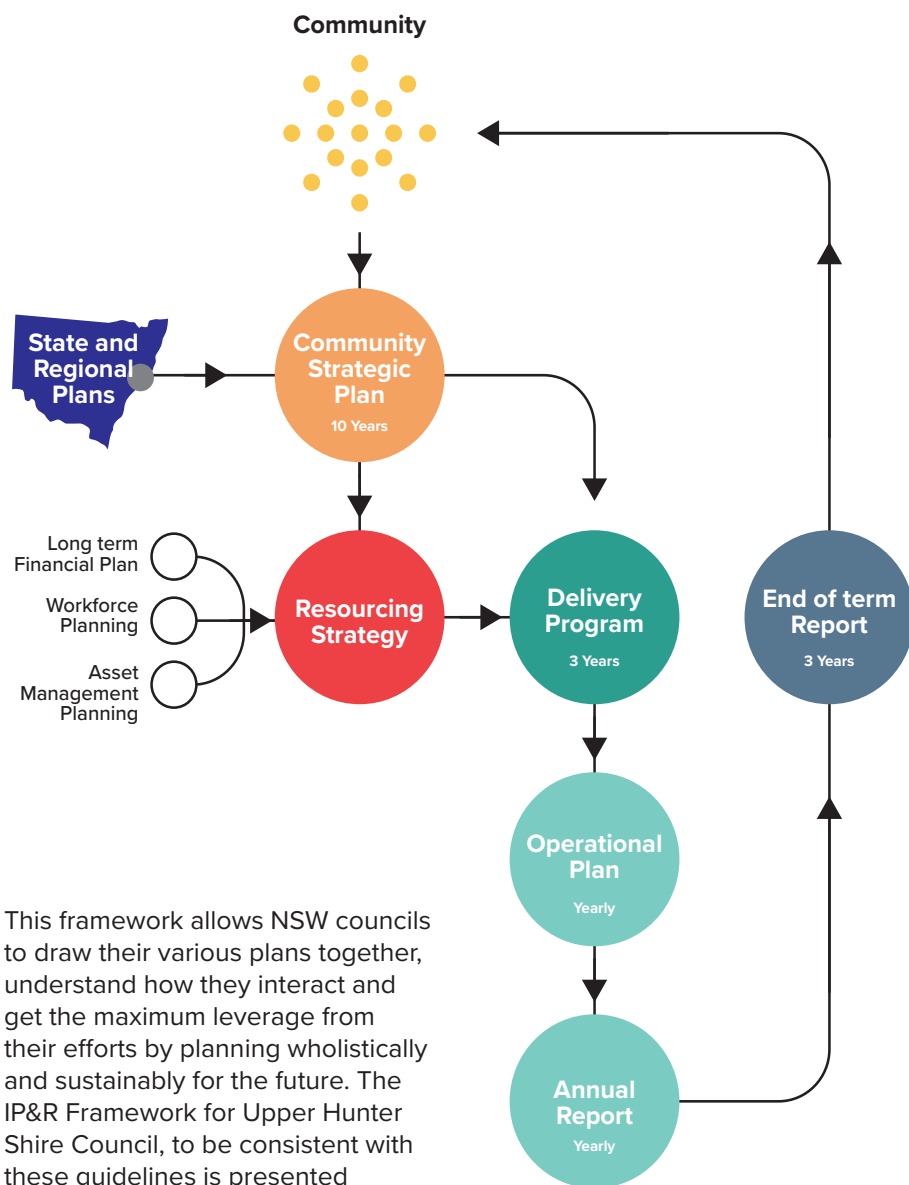 Community
State and
Regional
Plans
Community
Strategic
Plan
10 Years
Long term
Financial Plan
Workforce
Planning
Asset
Management
Planning
Resourcing
Strategy
Delivery
Program
3 Years
End of term
Report
3 Years
Operational
Plan
Yearly
Annual
Report
Yearly
This framework allows NSW councils
to draw their various plans together,
understand how they interact and
get the maximum leverage from
their efforts by planning wholistically
and sustainably for the future. The
IP&R Framework for Upper Hunter
Shire Council, to be consistent with
these guidelines is presented